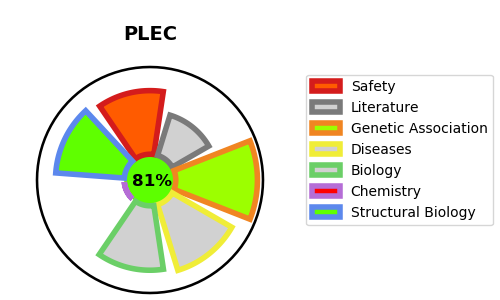 PLEC
81%
Safety
Literature
Genetic Association
Diseases
Biology
Chemistry
Structural Biology